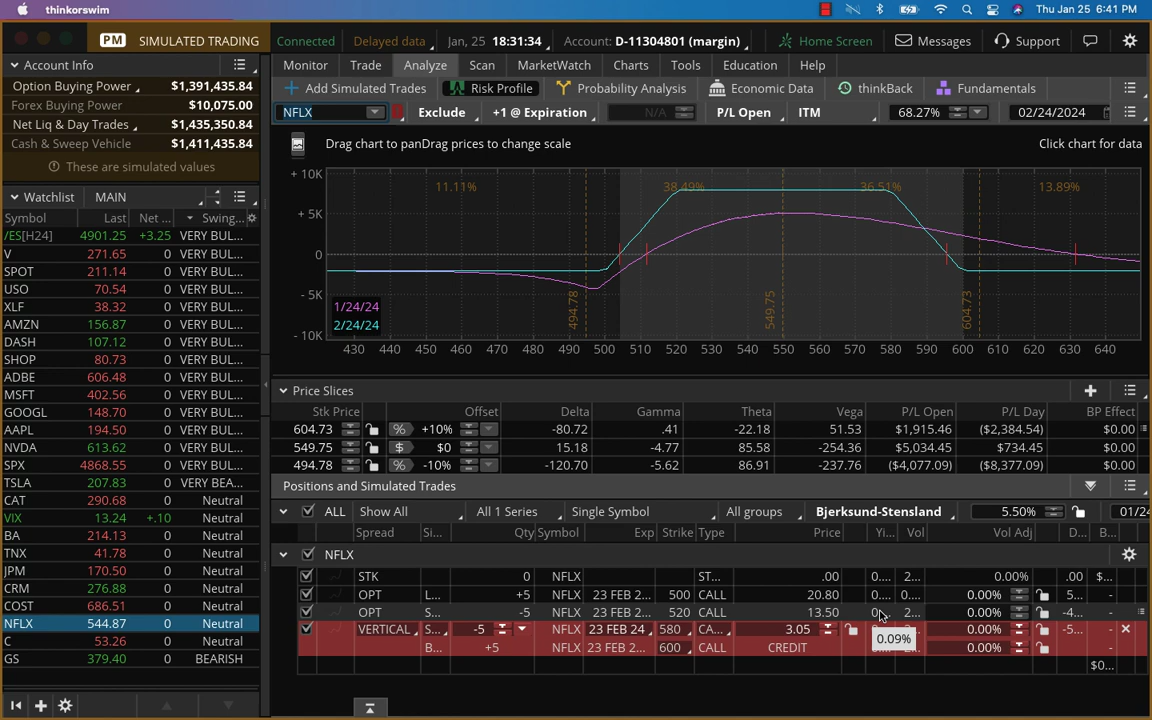 thinkorswim Thu Jan 25 6:41 PM
PM SIMULATED TRADING Connected Delayed data Jan, 25 18:31:34 Account: D-11304801 (margin) Home Screen Messages Support
Account Info
Option Buying Power $1,391,435.84
Forex Buying Power $10,075.00
Net Liq & Day Trades $1,435,350.84
Cash & Sweep Vehicle $1,411,435.84
These are simulated values
Watchlist MAIN
Symbol Last Net ... Swing...
/ES[H24] 4901.25 +3.25 VERY BUL...
V 271.65 0 VERY BUL...
SPOT 211.14 0 VERY BUL...
USO 70.54 0 VERY BUL...
XLF 38.32 0 VERY BUL...
AMZN 156.87 0 VERY BUL...
DASH 107.12 0 VERY BUL...
SHOP 80.73 0 VERY BUL...
ADBE 606.48 0 VERY BUL...
MSFT 402.56 0 VERY BUL...
GOOGL 148.70 0 VERY BUL...
AAPL 194.50 0 VERY BUL...
NVDA 613.62 0 VERY BUL...
SPX 4868.55 0 VERY BUL...
TSLA 207.83 0 VERY BEA...
CAT 290.68 0 Neutral
VIX 13.24 +.10 Neutral
BA 214.13 0 Neutral
TNX 41.78 0 Neutral
JPM 170.50 0 Neutral
CRM 276.88 0 Neutral
COST 686.51 0 Neutral
NFLX 544.87 0 Neutral
C 53.26 0 Neutral
GS 379.40 0 BEARISH
Monitor Trade Analyze Scan MarketWatch Charts Tools Education Help
Add Simulated Trades Risk Profile Probability Analysis Economic Data thinkBack Fundamentals
NFLX Exclude +1 @ Expiration N/A P/L Open ITM 68.27% 02/24/2024
Drag chart to panDrag prices to change scale Click chart for data
+ 10K 11.11% 38.49% 36.51% 13.89%
+ 5K
0
- 5K
- 10K
494.78 549.75 604.73
1/24/24
2/24/24
430 440 450 460 470 480 490 500 510 520 530 540 550 560 570 580 590 600 610 620 630 640
Price Slices
Stk Price Offset Delta Gamma Theta Vega P/L Open P/L Day BP Effect
604.73 % +10% -80.72 .41 -22.18 51.53 $1,915.46 ($2,384.54) $0.00
549.75 $ $0 15.18 -4.77 85.58 -254.36 $5,034.45 $734.45 $0.00
494.78 % -10% -120.70 -5.62 86.91 -237.76 ($4,077.09) ($8,377.09) $0.00
Positions and Simulated Trades
ALL Show All All 1 Series Single Symbol All groups Bjerksund-Stensland 5.50% 01/24
Spread Si... Qty Symbol Exp Strike Type Price Yi... Vol Vol Adj D... B...
NFLX
STK 0 NFLX ST... .00 0.... 2... 0.00% .00 $...
OPT L... +5 NFLX 23 FEB 2... 500 CALL 20.80 0.... 0.... 0.00% 5... -
OPT S... -5 NFLX 23 FEB 2... 520 CALL 13.50 0... 2... 0.00% -4... -
VERTICAL S... -5 NFLX 23 FEB 24 580 CA... 3.05 0.00% -5... -
B... +5 NFLX 23 FEB 2... 600 CALL CREDIT 0.00% -
0.09%
$0...